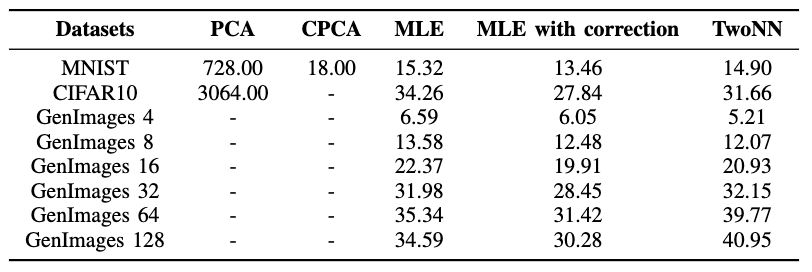 Datasets PCA CPCA MLE MLE with correction TwoNN
MNIST 728.00 18.00 15.32 13.46 14.90
CIFAR10 3064.00 - 34.26 27.84 31.66
GenImages 4 - - 6.59 6.05 5.21
GenImages 8 - - 13.58 12.48 12.07
GenImages 16 - - 22.37 19.91 20.93
GenImages 32 - - 31.98 28.45 32.15
GenImages 64 - - 35.34 31.42 39.77
GenImages 128 - - 34.59 30.28 40.95